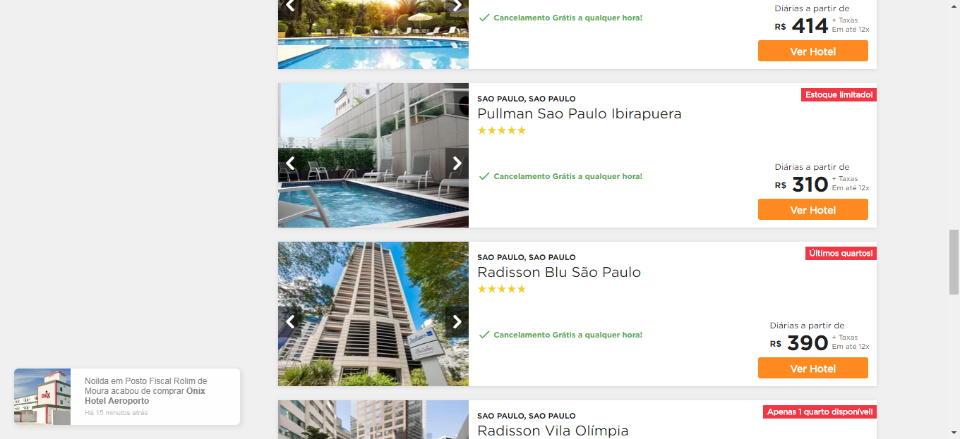 Cancelamento Grátis a qualquer hora!
Diárias a partir de
R$ 414 + Taxas
Em até 12x
Ver Hotel
Estoque limitado!
SAO PAULO, SAO PAULO
Pullman Sao Paulo Ibirapuera
Cancelamento Grátis a qualquer hora!
Diárias a partir de
R$ 310 + Taxas
Em até 12x
Ver Hotel
Últimos quartos!
SAO PAULO, SAO PAULO
Radisson Blu São Paulo
Cancelamento Grátis a qualquer hora!
Diárias a partir de
R$ 390 + Taxas
Em até 12x
Ver Hotel
Noilda em Posto Fiscal Rolim de
Moura acabou de comprar Onix
Hotel Aeroporto
Há 15 minutos atrás
Apenas 1 quarto disponível!
SAO PAULO, SAO PAULO
Radisson Vila Olímpia